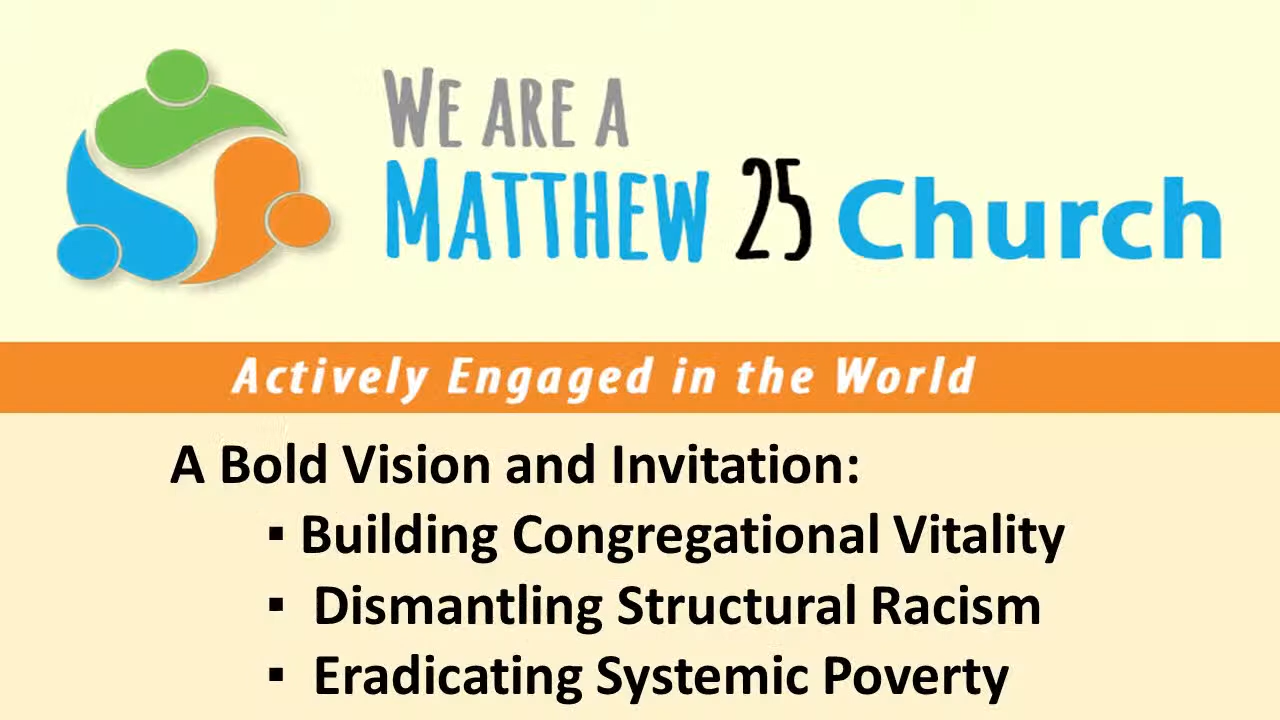 WE ARE A
MATTHEW 25 Church
Actively Engaged in the World
A Bold Vision and Invitation:
▪ Building Congregational Vitality
▪ Dismantling Structural Racism
▪ Eradicating Systemic Poverty